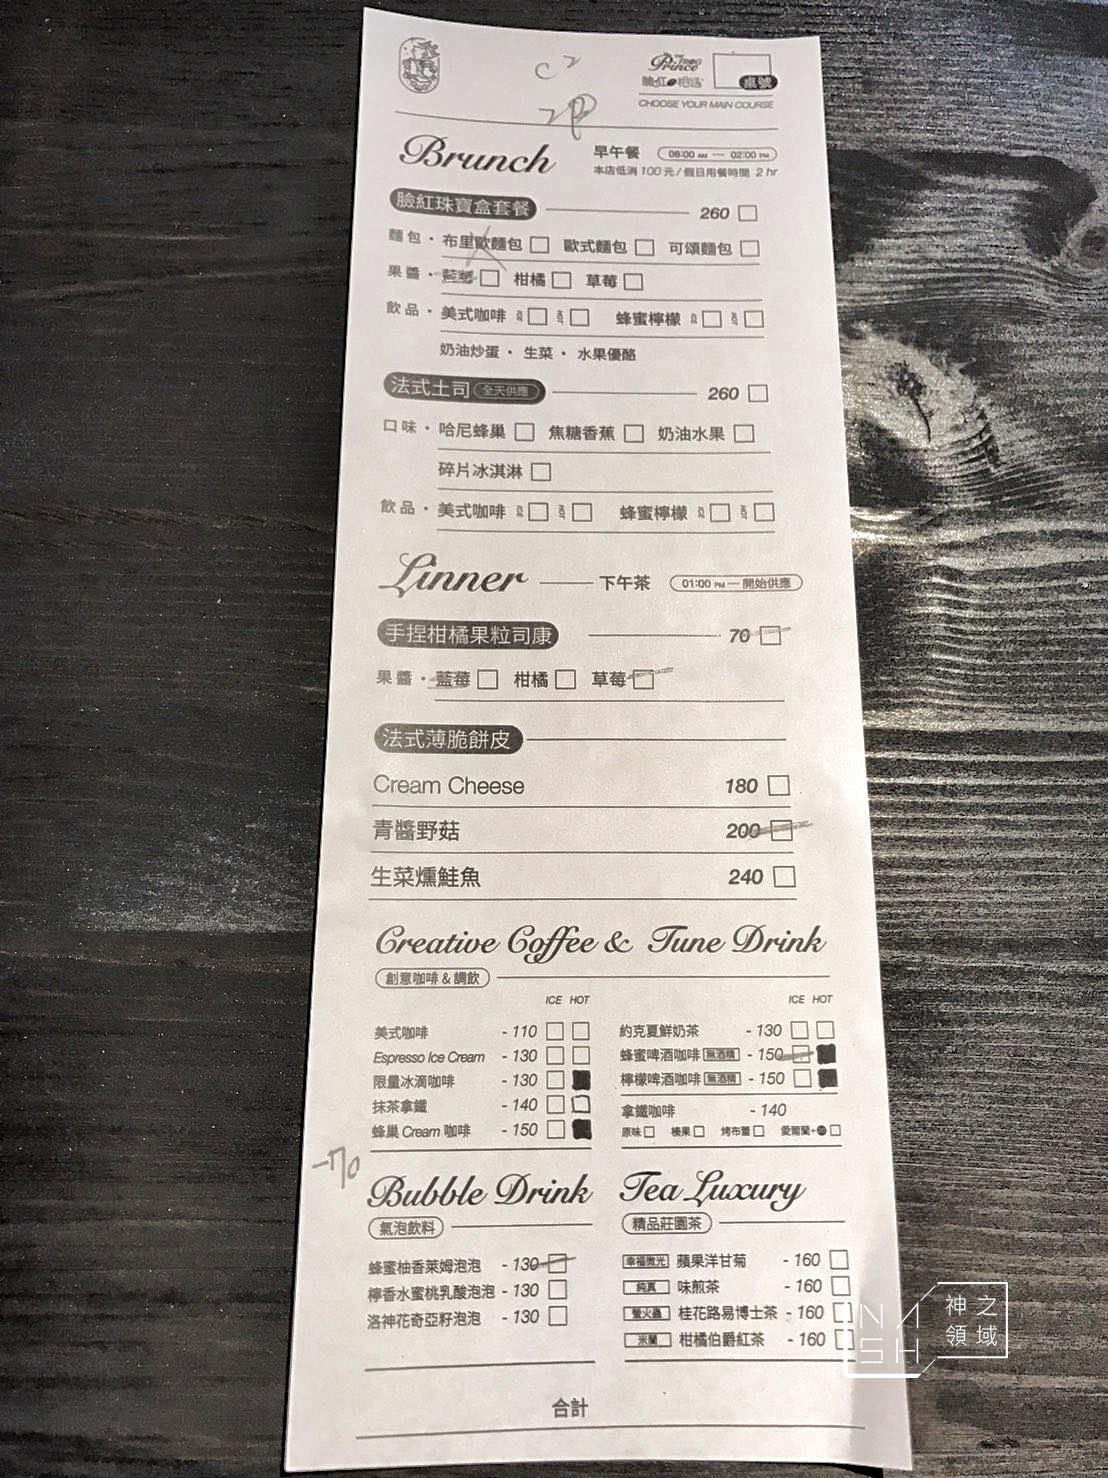 C2
2P
The Inner Prince
臉紅的祕密
桌號
CHOOSE YOUR MAIN COURSE
Brunch 早午餐 08:00 AM — 02:00 PM
本店低消 100 元 / 假日用餐時間 2 hr
臉紅珠寶盒套餐 260
麵包・布里歐麵包 歐式麵包 可頌麵包
果醬・藍莓 柑橘 草莓
飲品・美式咖啡 蜂蜜檸檬
奶油炒蛋・生菜・水果優酪
法式土司 全天供應 260
口味・哈尼蜂巢 焦糖香蕉 奶油水果
碎片冰淇淋
飲品・美式咖啡 蜂蜜檸檬
Linner 下午茶 01:00 PM — 開始供應
手捏柑橘果粒司康 70
果醬・藍莓 柑橘 草莓
法式薄脆餅皮
Cream Cheese 180
青醬野菇 200
生菜燻鮭魚 240
Creative Coffee & Tune Drink
創意咖啡 & 調飲
ICE HOT
美式咖啡 - 110
Espresso Ice Cream - 130
限量冰滴咖啡 - 130
抹茶拿鐵 - 140
蜂巢 Cream 咖啡 - 150
ICE HOT
約克夏鮮奶茶 - 130
蜂蜜啤酒咖啡 無酒精 - 150
檸檬啤酒咖啡 無酒精 - 150
拿鐵咖啡 - 140
原味 榛果 烤布蕾 愛爾蘭+
-70
Bubble Drink
氣泡飲料
蜂蜜柚香萊姆泡泡 - 130
檸香水蜜桃乳酸泡泡 - 130
洛神花奇亞籽泡泡 - 130
Tea Luxury
精品莊園茶
幸福微光 蘋果洋甘菊 - 160
純真 味煎茶 - 160
螢火蟲 桂花路易博士茶 - 160
米蘭 柑橘伯爵紅茶 - 160
合計
NASH 神之領域